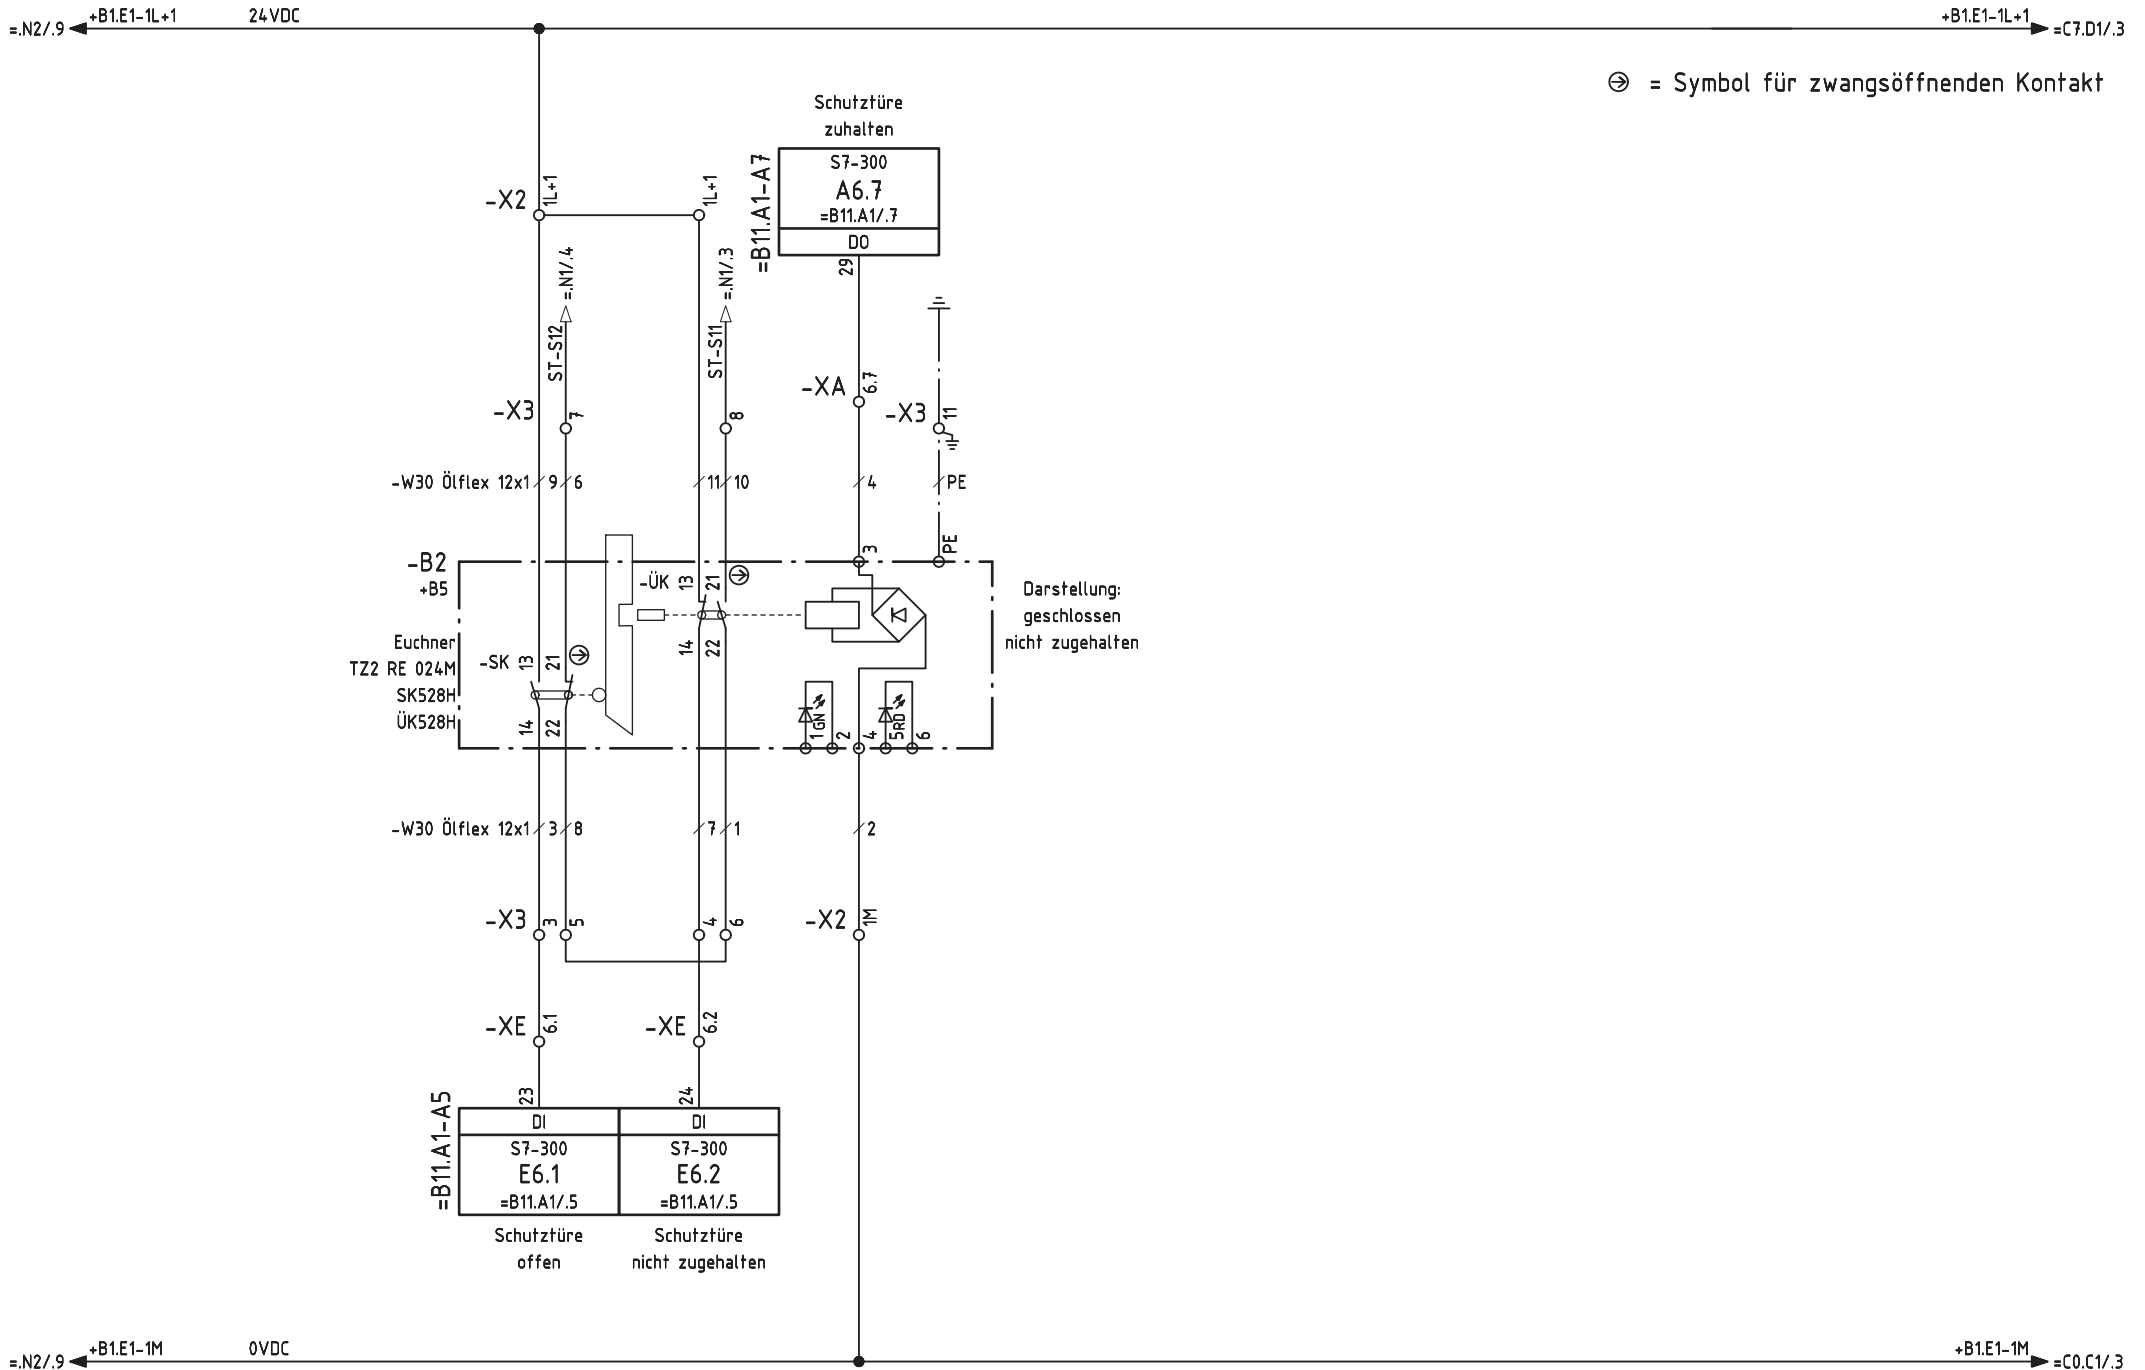 +B1.E1-1L+1 24VDC +B1.E1-1L+1
=.N2/.9 =C7.D1/.3
= Symbol für zwangsöffnenden Kontakt
Schutztüre
zuhalten
=B11.A1-A7
S7-300
A6.7
=B11.A1/.7
DO
29
-X2 1L+1 1L+1
=.N1/.4 =.N1/.3
ST-S12 ST-S11
-XA 6.7
-X3 7 8 -X3 11
-W30 Ölflex 12x1 9 6 11 10 4 PE
-B2 3 PE
+B5
-ÜK 13 21
14 22
Darstellung:
geschlossen
nicht zugehalten
Euchner
TZ2 RE 024M
SK528H
ÜK528H
-SK 13 21
14 22
1 GN 2 4 5 RD 6
-W30 Ölflex 12x1 3 8 7 1 2
-X3 3 5 4 6 -X2 1M
-XE 6.1 -XE 6.2
23 24
=B11.A1-A5
DI DI
S7-300 S7-300
E6.1 E6.2
=B11.A1/.5 =B11.A1/.5
Schutztüre Schutztüre
offen nicht zugehalten
+B1.E1-1M 0VDC +B1.E1-1M
=.N2/.9 =C0.C1/.3